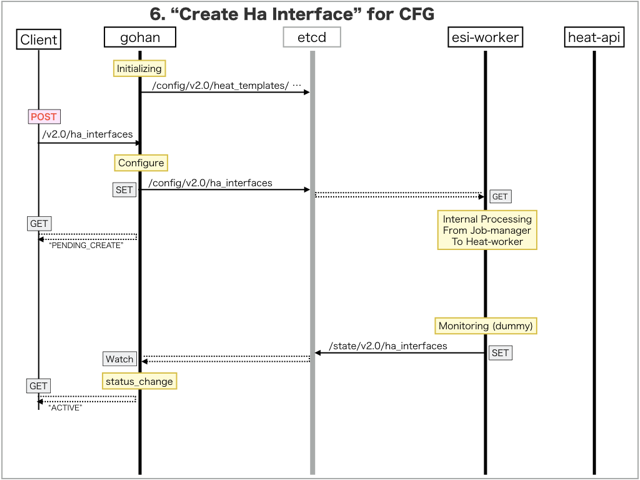 6. “Create Ha Interface” for CFG
Client
gohan
etcd
esi-worker
heat-api
Initializing
/config/v2.0/heat_templates/ …
POST
/v2.0/ha_interfaces
Configure
SET
/config/v2.0/ha_interfaces
GET
GET
"PENDING_CREATE"
Internal Processing
From Job-manager
To Heat-worker
Monitoring (dummy)
/state/v2.0/ha_interfaces
SET
Watch
status_change
GET
"ACTIVE"